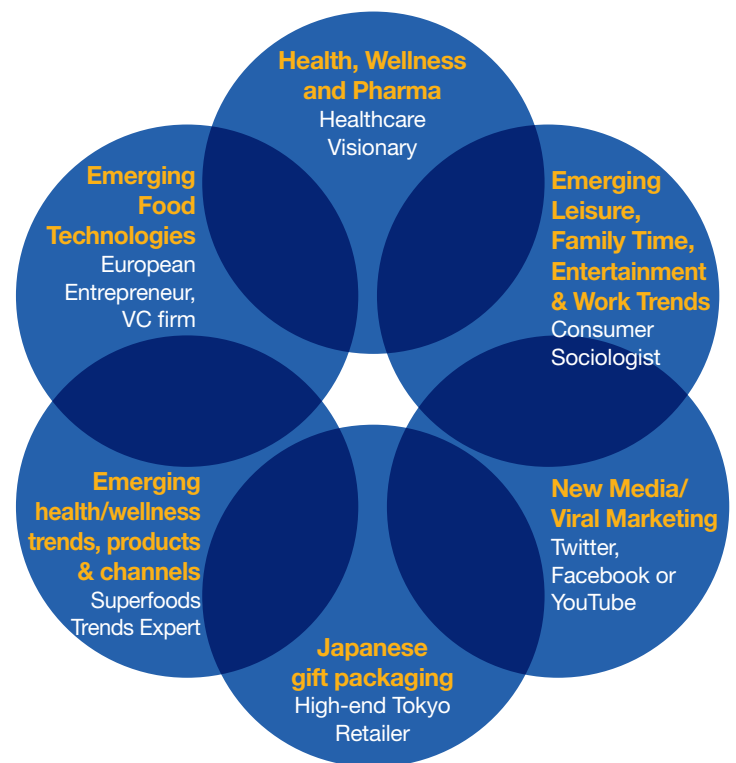 Health, Wellness
and Pharma
Healthcare
Visionary
Emerging
Food
Technologies
European
Entrepreneur,
VC firm
Emerging
Leisure,
Family Time,
Entertainment
& Work Trends
Consumer
Sociologist
Emerging
health/wellness
trends, products
& channels
Superfoods
Trends Expert
New Media/
Viral Marketing
Twitter,
Facebook or
YouTube
Japanese
gift packaging
High-end Tokyo
Retailer